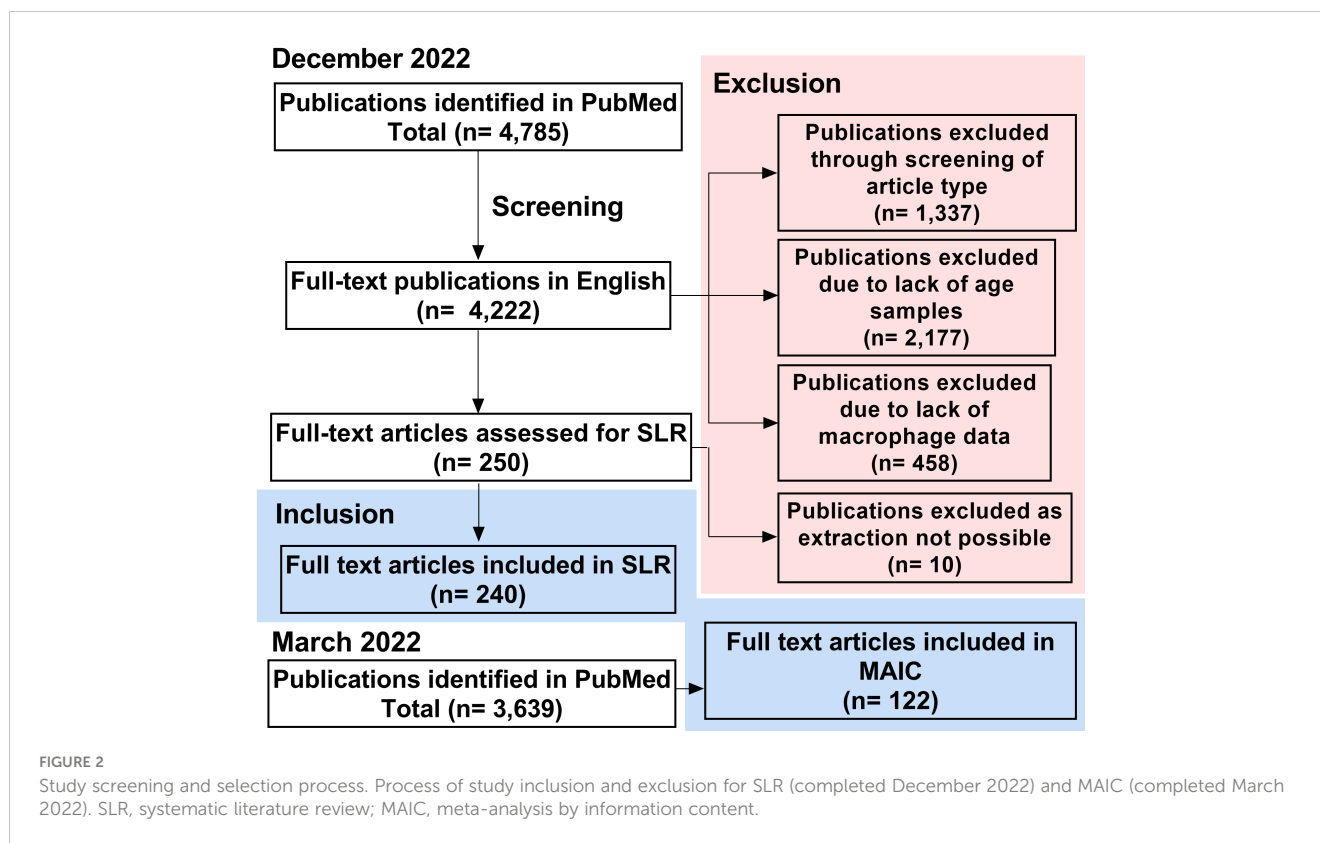 December 2022
Publications identified in PubMed
Total (n= 4,785)
Screening
Full-text publications in English
(n=  4,222)
Full-text articles assessed for SLR
(n= 250)
Inclusion
Full text articles included in SLR
(n= 240)
March 2022
Publications identified in PubMed
Total (n= 3,639)
Exclusion
Publications excluded
through screening of
article type
(n= 1,337)
Publications excluded
due to lack of age
samples
(n= 2,177)
Publications excluded
due to lack of
macrophage data
(n= 458)
Publications excluded as
extraction not possible
(n= 10)
Full text articles included in
MAIC
(n= 122)
FIGURE 2
Study screening and selection process. Process of study inclusion and exclusion for SLR (completed December 2022) and MAIC (completed March
2022). SLR, systematic literature review; MAIC, meta-analysis by information content.